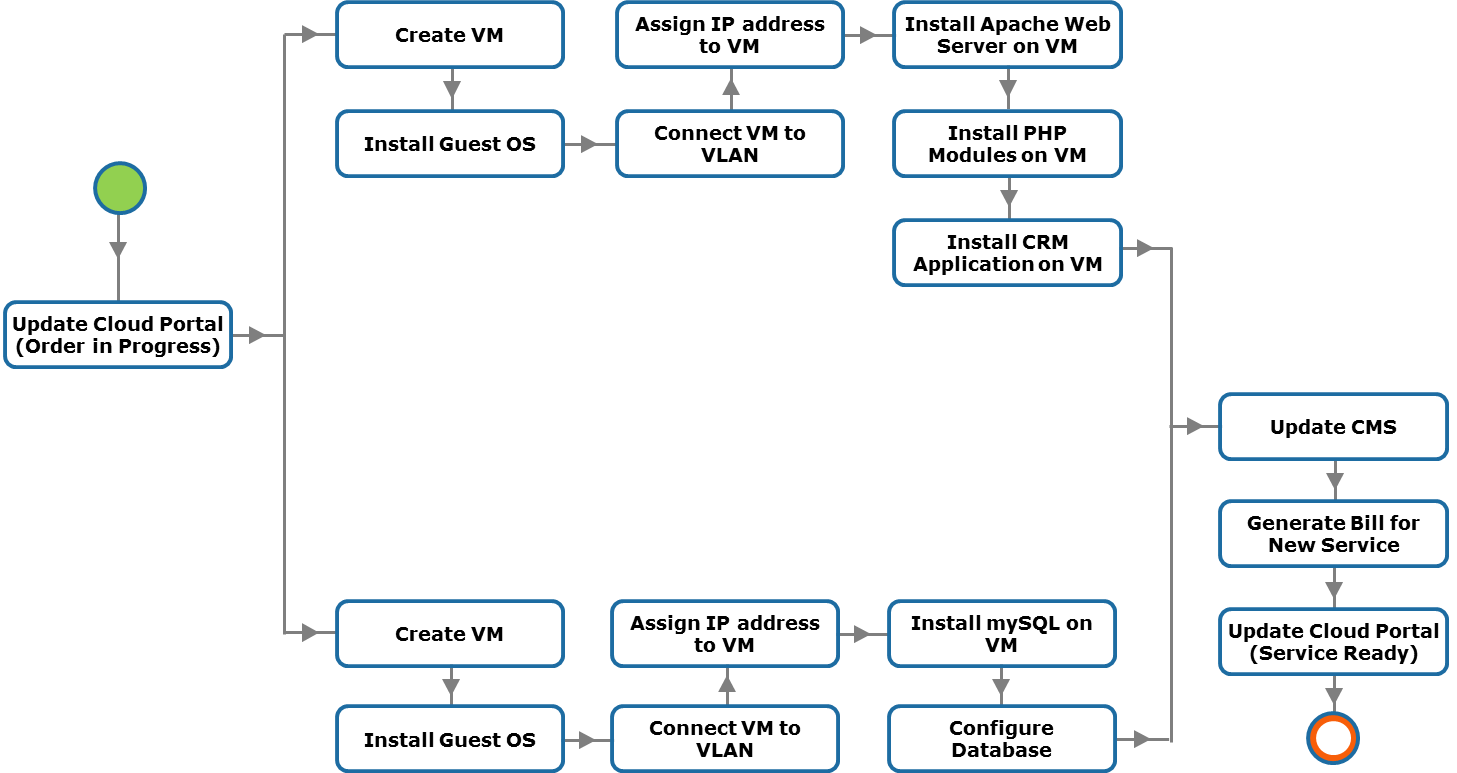 Update Cloud Portal
(Order in Progress)
Create VM
Install Guest OS
Connect VM to
VLAN
Assign IP address
to VM
Install Apache Web
Server on VM
Install PHP
Modules on VM
Install CRM
Application on VM
Create VM
Install Guest OS
Connect VM to
VLAN
Assign IP address
to VM
Install mySQL on
VM
Configure
Database
Update CMS
Generate Bill for
New Service
Update Cloud Portal
(Service Ready)